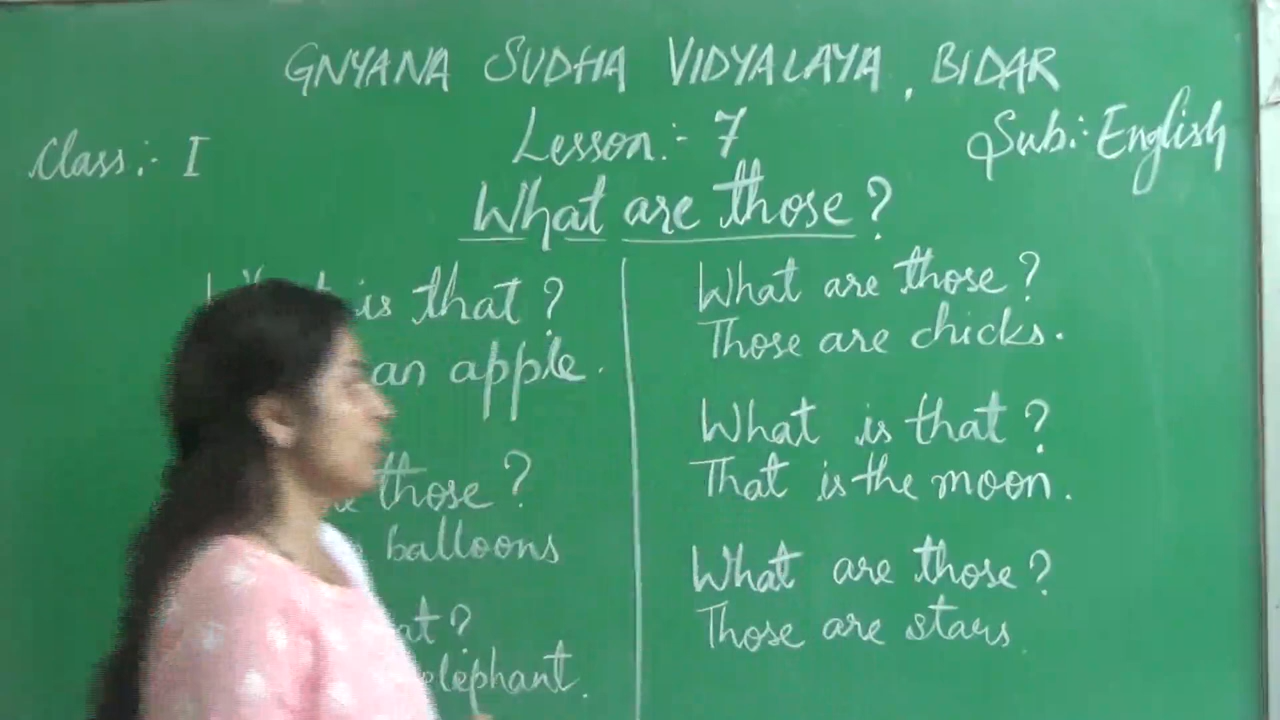 GNYANA SUDHA VIDYALAYA, BIDAR
Class:- I
Lesson:- 7
Sub:- English
What are those?
is that?
an apple.
those?
balloons
?
elephant.
What are those?
Those are chicks.
What is that?
That is the moon.
What are those?
Those are stars